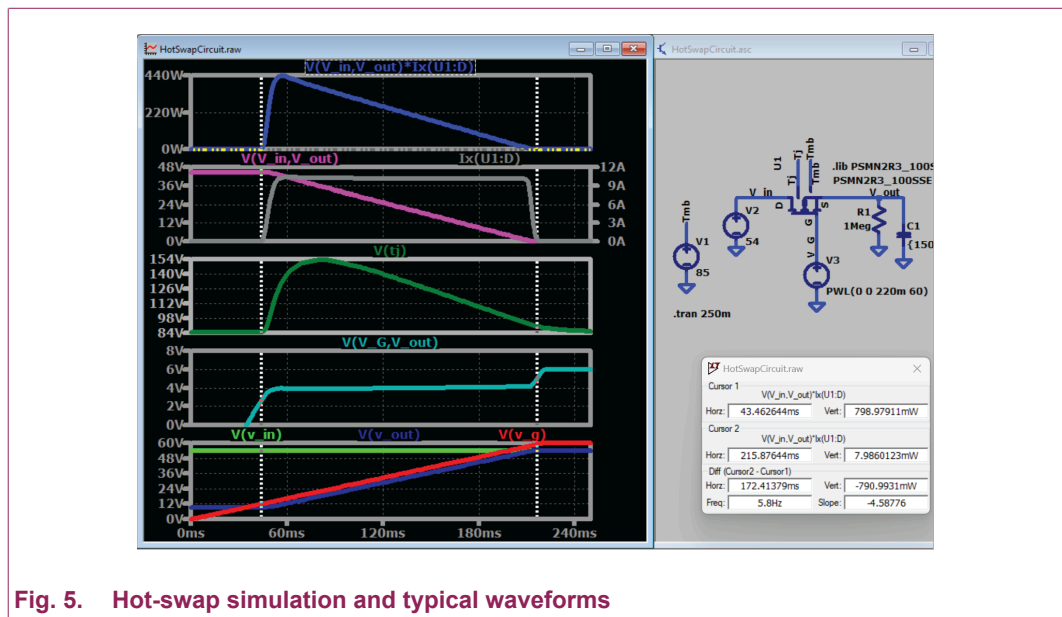 HotSwapCircuit.raw
V(V_in,V_out)*Ix(U1:D)
440W
220W
0W
V(V_in,V_out)
Ix(U1:D)
48V
36V
24V
12V
0V
12A
9A
6A
3A
0A
V(tj)
154V
140V
126V
112V
98V
84V
V(V_G,V_out)
8V
6V
4V
2V
0V
V(v_in)
V(v_out)
V(v_g)
60V
48V
36V
24V
12V
0V
0ms
60ms
120ms
180ms
240ms
HotSwapCircuit.asc
U1
Tj
Tmb
Tj
Tmb
.lib PSMN2R3_100S
PSMN2R3_100SSE
V_in
D
S
G
V_out
V_G
R1
1Meg
C1
{150
V2
54
Tmb
V1
85
V3
PWL(0 0 220m 60)
.tran 250m
HotSwapCircuit.raw
Cursor 1
V(V_in,V_out)*Ix(U1:D)
Horz: 43.462644ms Vert: 798.97911mW
Cursor 2
V(V_in,V_out)*Ix(U1:D)
Horz: 215.87644ms Vert: 7.9860123mW
Diff (Cursor2 - Cursor1)
Horz: 172.41379ms Vert: -790.9931mW
Freq: 5.8Hz Slope: -4.58776
Fig. 5. Hot-swap simulation and typical waveforms